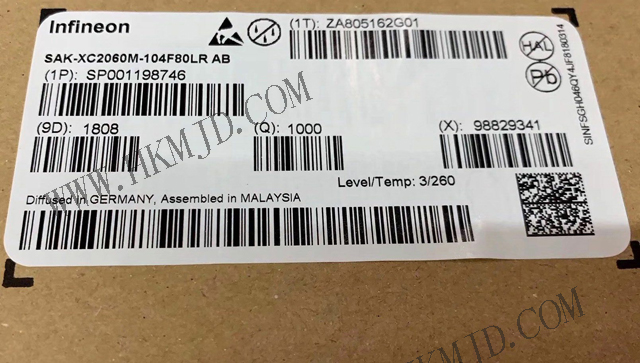 Infineon
(1T): ZA805162G01
SAK-XC2060M-104F80LR AB
(1P): SP001198746
HAL
Pb
SINFSGH046QY4JF8180314
(9D): 1808
(Q): 1000
(X): 98829341
Level/Temp: 3/260
Diffused in GERMANY, Assembled in MALAYSIA
WWW.HKMJD.COM
WWW.HKMJD.COM